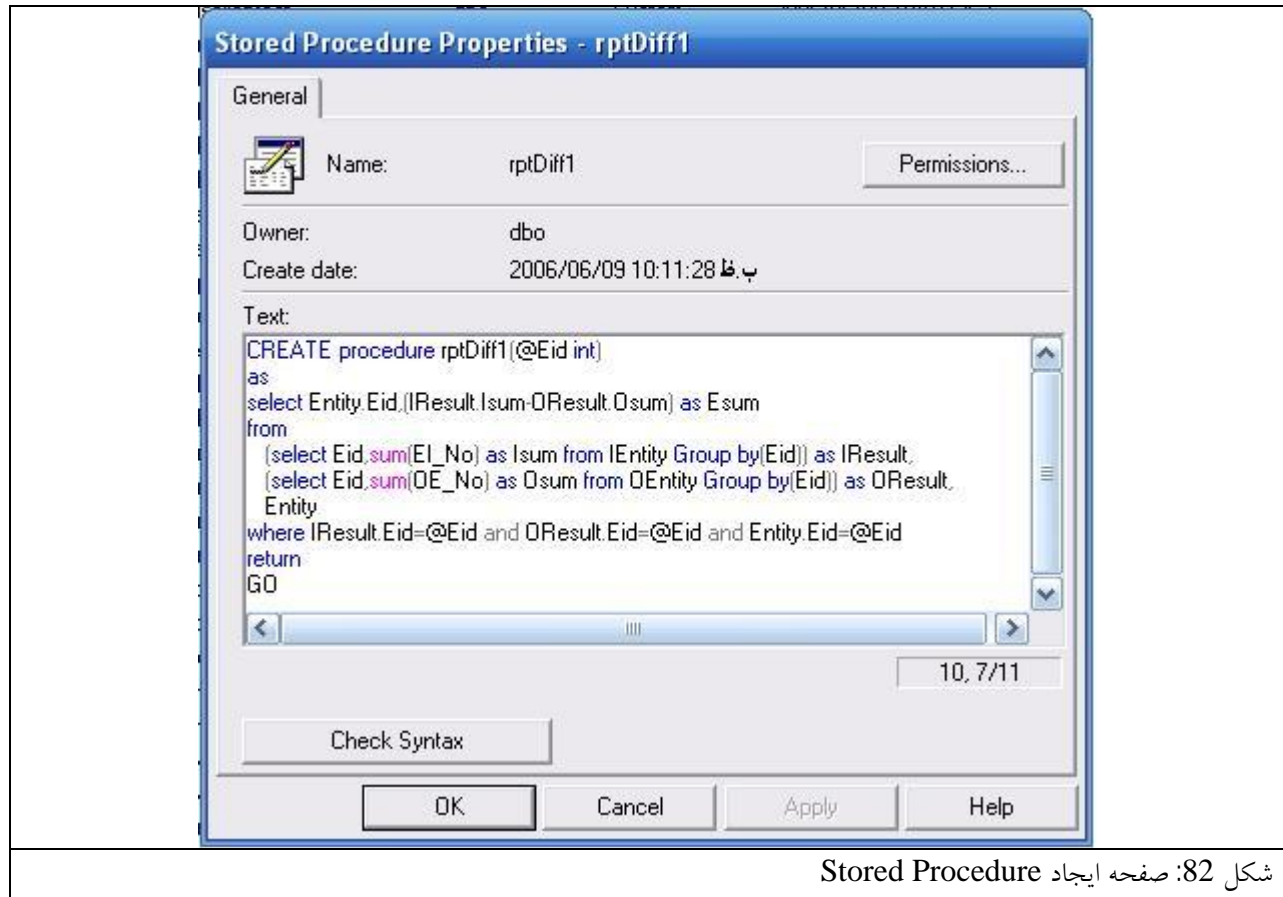 Stored Procedure Properties - rptDiff1
General
Name: rptDiff1 Permissions...
Owner: dbo
Create date: 2006/06/09 10:11:28 ب.ظ
Text:
CREATE procedure rptDiff1(@Eid int)
as
select Entity.Eid,(IResult.Isum-OResult.Osum) as Esum
from
(select Eid,sum(EI_No) as Isum from IEntity Group by(Eid)) as IResult,
(select Eid,sum(OE_No) as Osum from OEntity Group by(Eid)) as OResult,
Entity
where IResult.Eid=@Eid and OResult.Eid=@Eid and Entity.Eid=@Eid
return
GO
10, 7/11
Check Syntax
OK Cancel Apply Help
شکل 82: صفحه ایجاد Stored Procedure